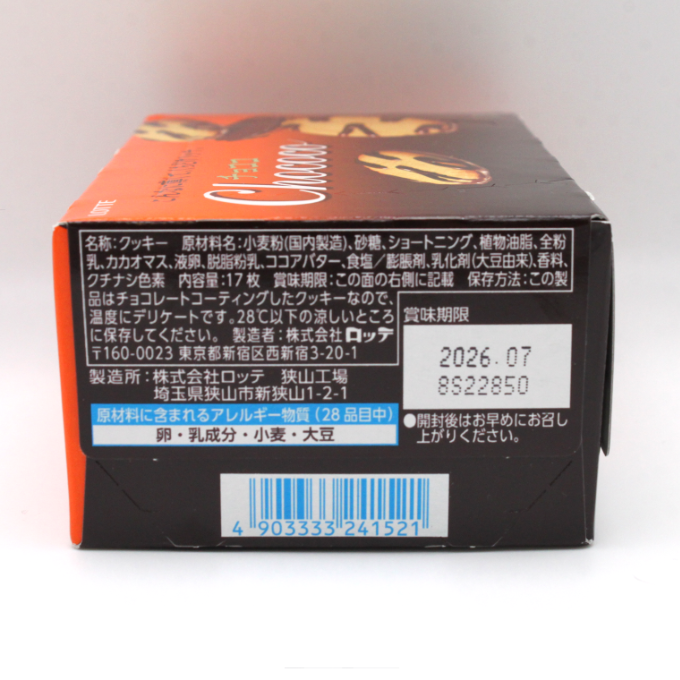 LOTTE
チョココ
Chococo
名称:クッキー 原材料名:小麦粉(国内製造)、砂糖、ショートニング、植物油脂、全粉
乳、カカオマス、液卵、脱脂粉乳、ココアバター、食塩/膨脹剤、乳化剤(大豆由来)、香料、
クチナシ色素 内容量:17枚 賞味期限:この面の右側に記載 保存方法:この製
品はチョコレートコーティングしたクッキーなので、
温度にデリケートです。28℃以下の涼しいところ
に保存してください。 製造者:株式会社ロッテ
〒160-0023 東京都新宿区西新宿3-20-1
製造所:株式会社ロッテ 狭山工場
埼玉県狭山市新狭山1-2-1
原材料に含まれるアレルギー物質(28品目中)
卵・乳成分・小麦・大豆
賞味期限
2026.07
8S22850
●開封後はお早めにお召し
上がりください。
4 903333 241521